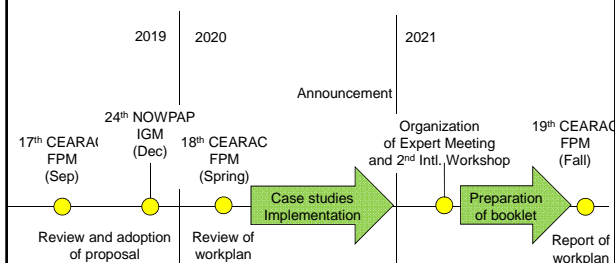 2019
2020
2021
Announcement
24th NOWPAP
IGM
(Dec)
17th CEARAC
FPM
(Sep)
18th CEARAC
FPM
(Spring)
Organization
of Expert Meeting
and 2nd Intl. Workshop
19th CEARAC
FPM
(Fall)
Case studies
Implementation
Preparation
of booklet
Review and adoption
of proposal
Review of
workplan
Report of
workplan